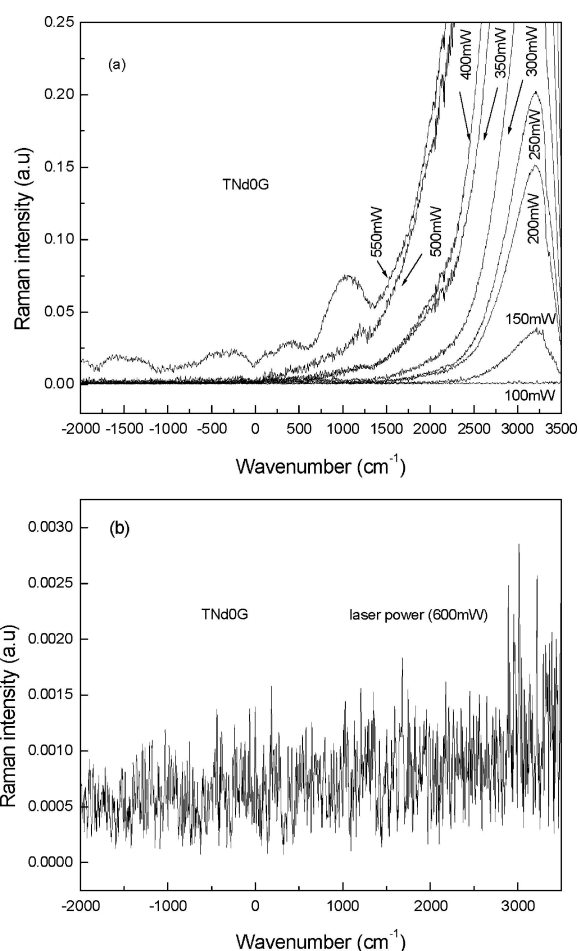 0.25
(a)
400mW
350mW
300mW
0.20
250mW
0.15
TNd0G
200mW
Raman intensity (a.u)
0.10
550mW
500mW
0.05
150mW
0.00
100mW
-2000 -1500 -1000 -500 0 500 1000 1500 2000 2500 3000 3500
Wavenumber (cm-1)
0.0030
(b)
0.0025
TNd0G laser power (600mW)
0.0020
Raman intensity (a.u)
0.0015
0.0010
0.0005
0.0000
-2000 -1000 0 1000 2000 3000
Wavenumber (cm-1)